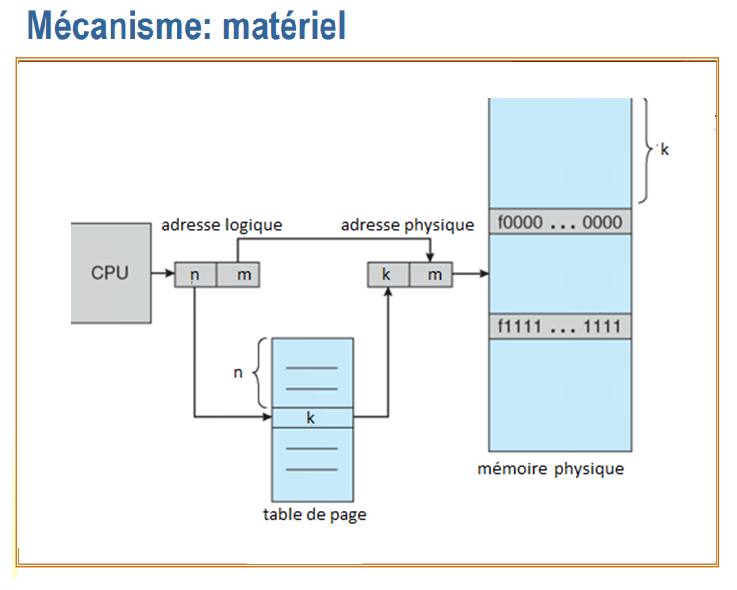 Mécanisme: matériel
k
adresse logique
adresse physique
f0000 ... 0000
CPU
n
m
k
m
f1111 ... 1111
n
k
mémoire physique
table de page